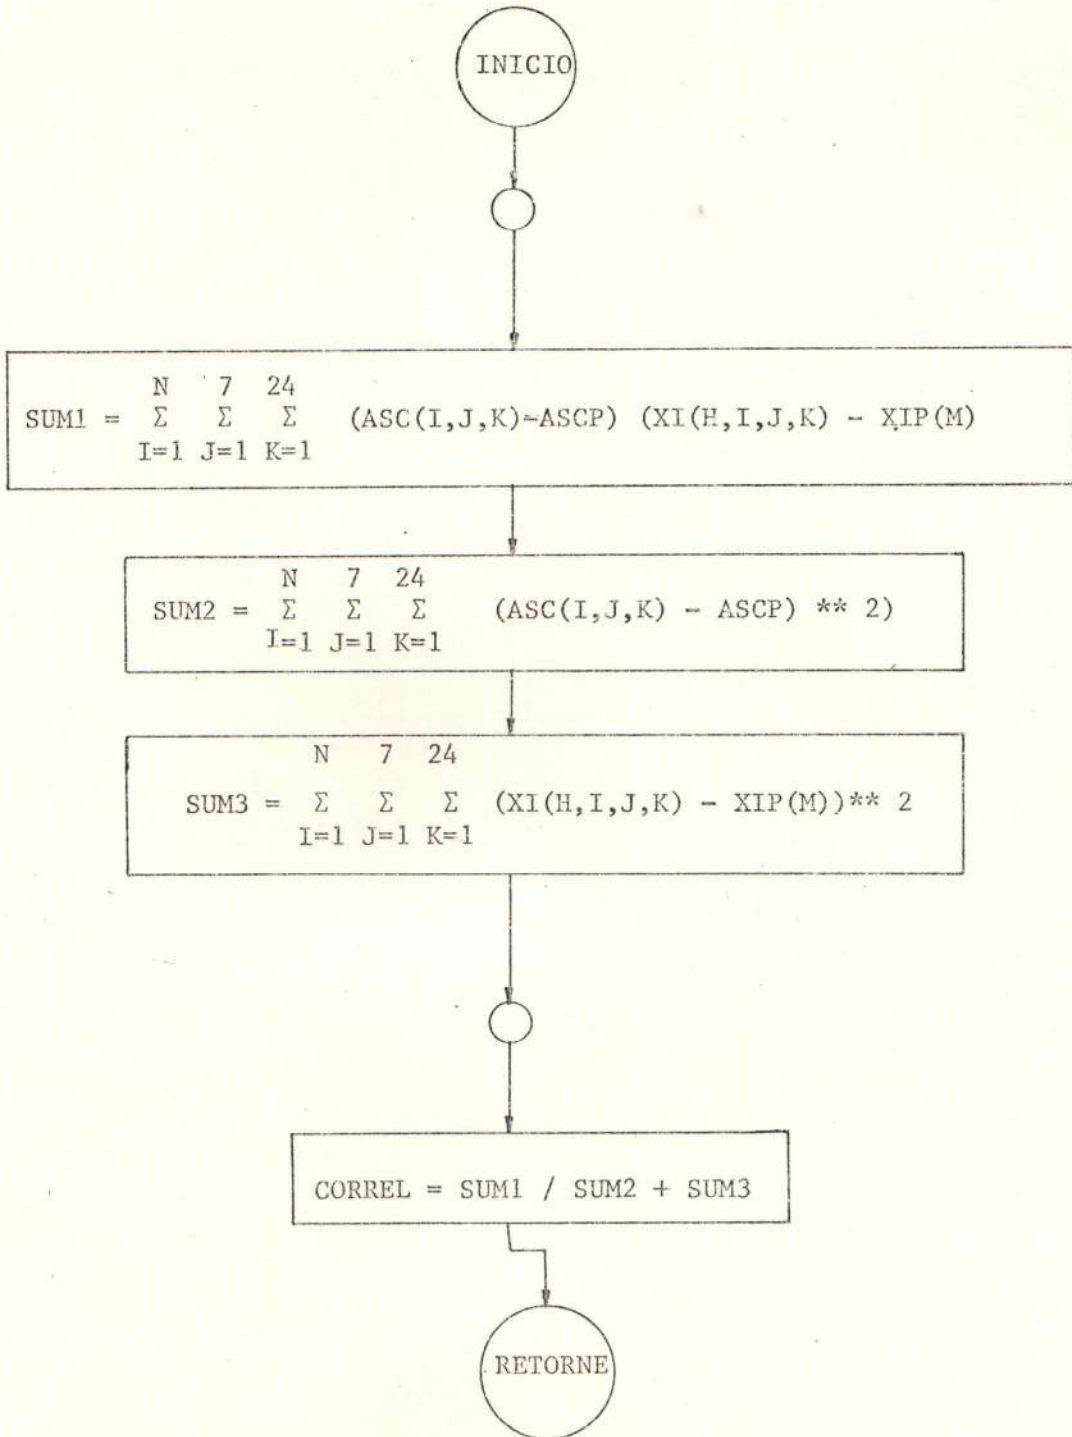 INICIO
N 7 24
SUM1 = Σ Σ Σ (ASC(I,J,K)-ASCP) (XI(H,I,J,K) - XIP(M)
I=1 J=1 K=1
N 7 24
SUM2 = Σ Σ Σ (ASC(I,J,K) - ASCP) ** 2)
I=1 J=1 K=1
N 7 24
SUM3 = Σ Σ Σ (XI(H,I,J,K) - XIP(M))** 2
I=1 J=1 K=1
CORREL = SUM1 / SUM2 + SUM3
RETORNE